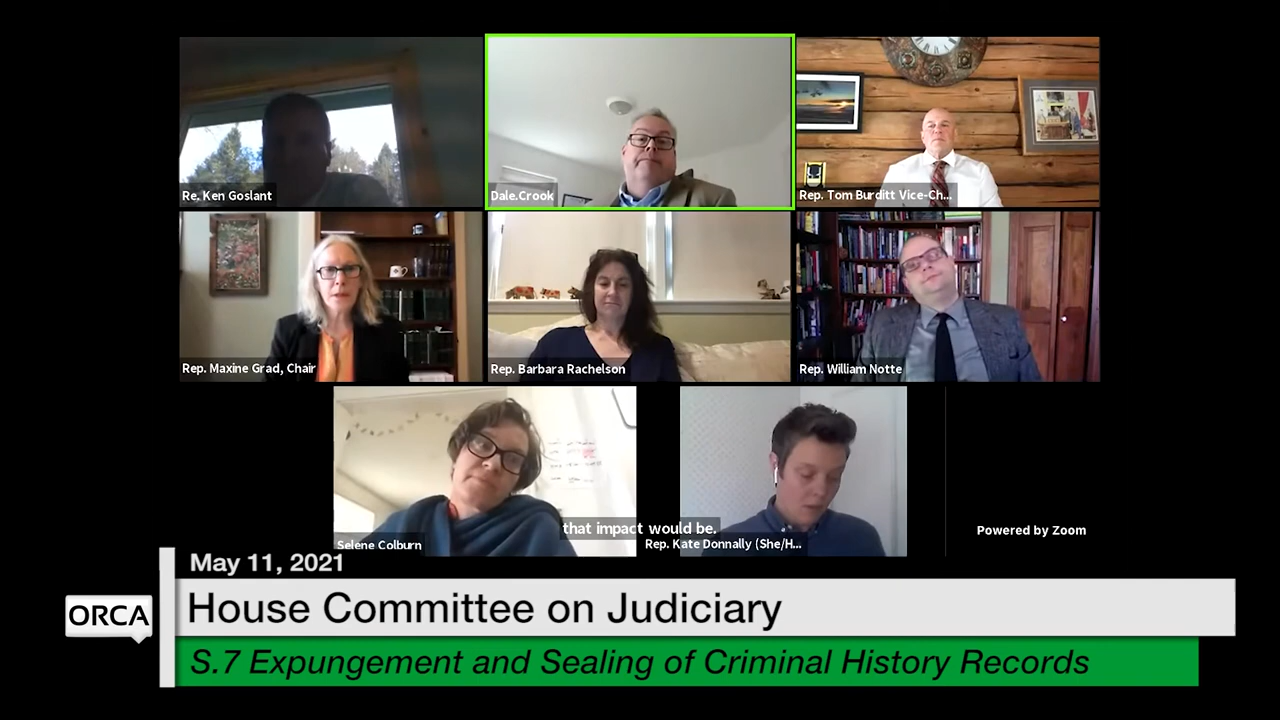 Re. Ken Goslant
Dale.Crook
Rep. Tom Burditt Vice-Ch...
Rep. Maxine Grad, Chair
Rep. Barbara Rachelson
Rep. William Notte
that impact would be.
Selene Colburn
Rep. Kate Donnally (She/H...
Powered by Zoom
May 11, 2021
ORCA
House Committee on Judiciary
S.7 Expungement and Sealing of Criminal History Records